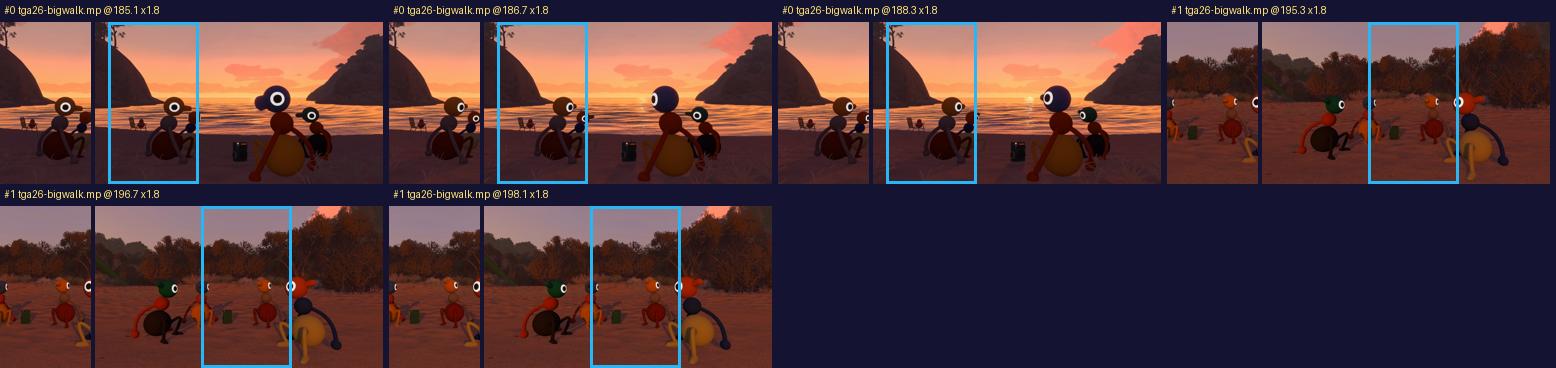 #0 tga26-bigwalk.mp @185.1 x1.8
#0 tga26-bigwalk.mp @186.7 x1.8
#0 tga26-bigwalk.mp @188.3 x1.8
#1 tga26-bigwalk.mp @195.3 x1.8
#1 tga26-bigwalk.mp @196.7 x1.8
#1 tga26-bigwalk.mp @198.1 x1.8